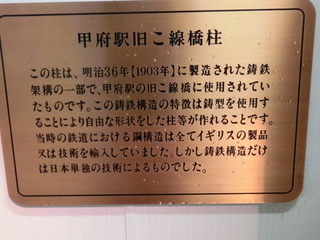 甲府駅旧こ線橋柱
この柱は、明治36年【1903年】に製造された鋳鉄
架構の一部で、甲府駅の旧こ線橋に使用されてい
たものです。この鋳鉄構造の特徴は鋳型を使用す
ることにより自由な形状をした柱等が作れることです。
当時の鉄道における鋼構造は全てイギリスの製品
又は技術を輸入していました。しかし鋳鉄構造だけ
は日本単独の技術によるものでした。